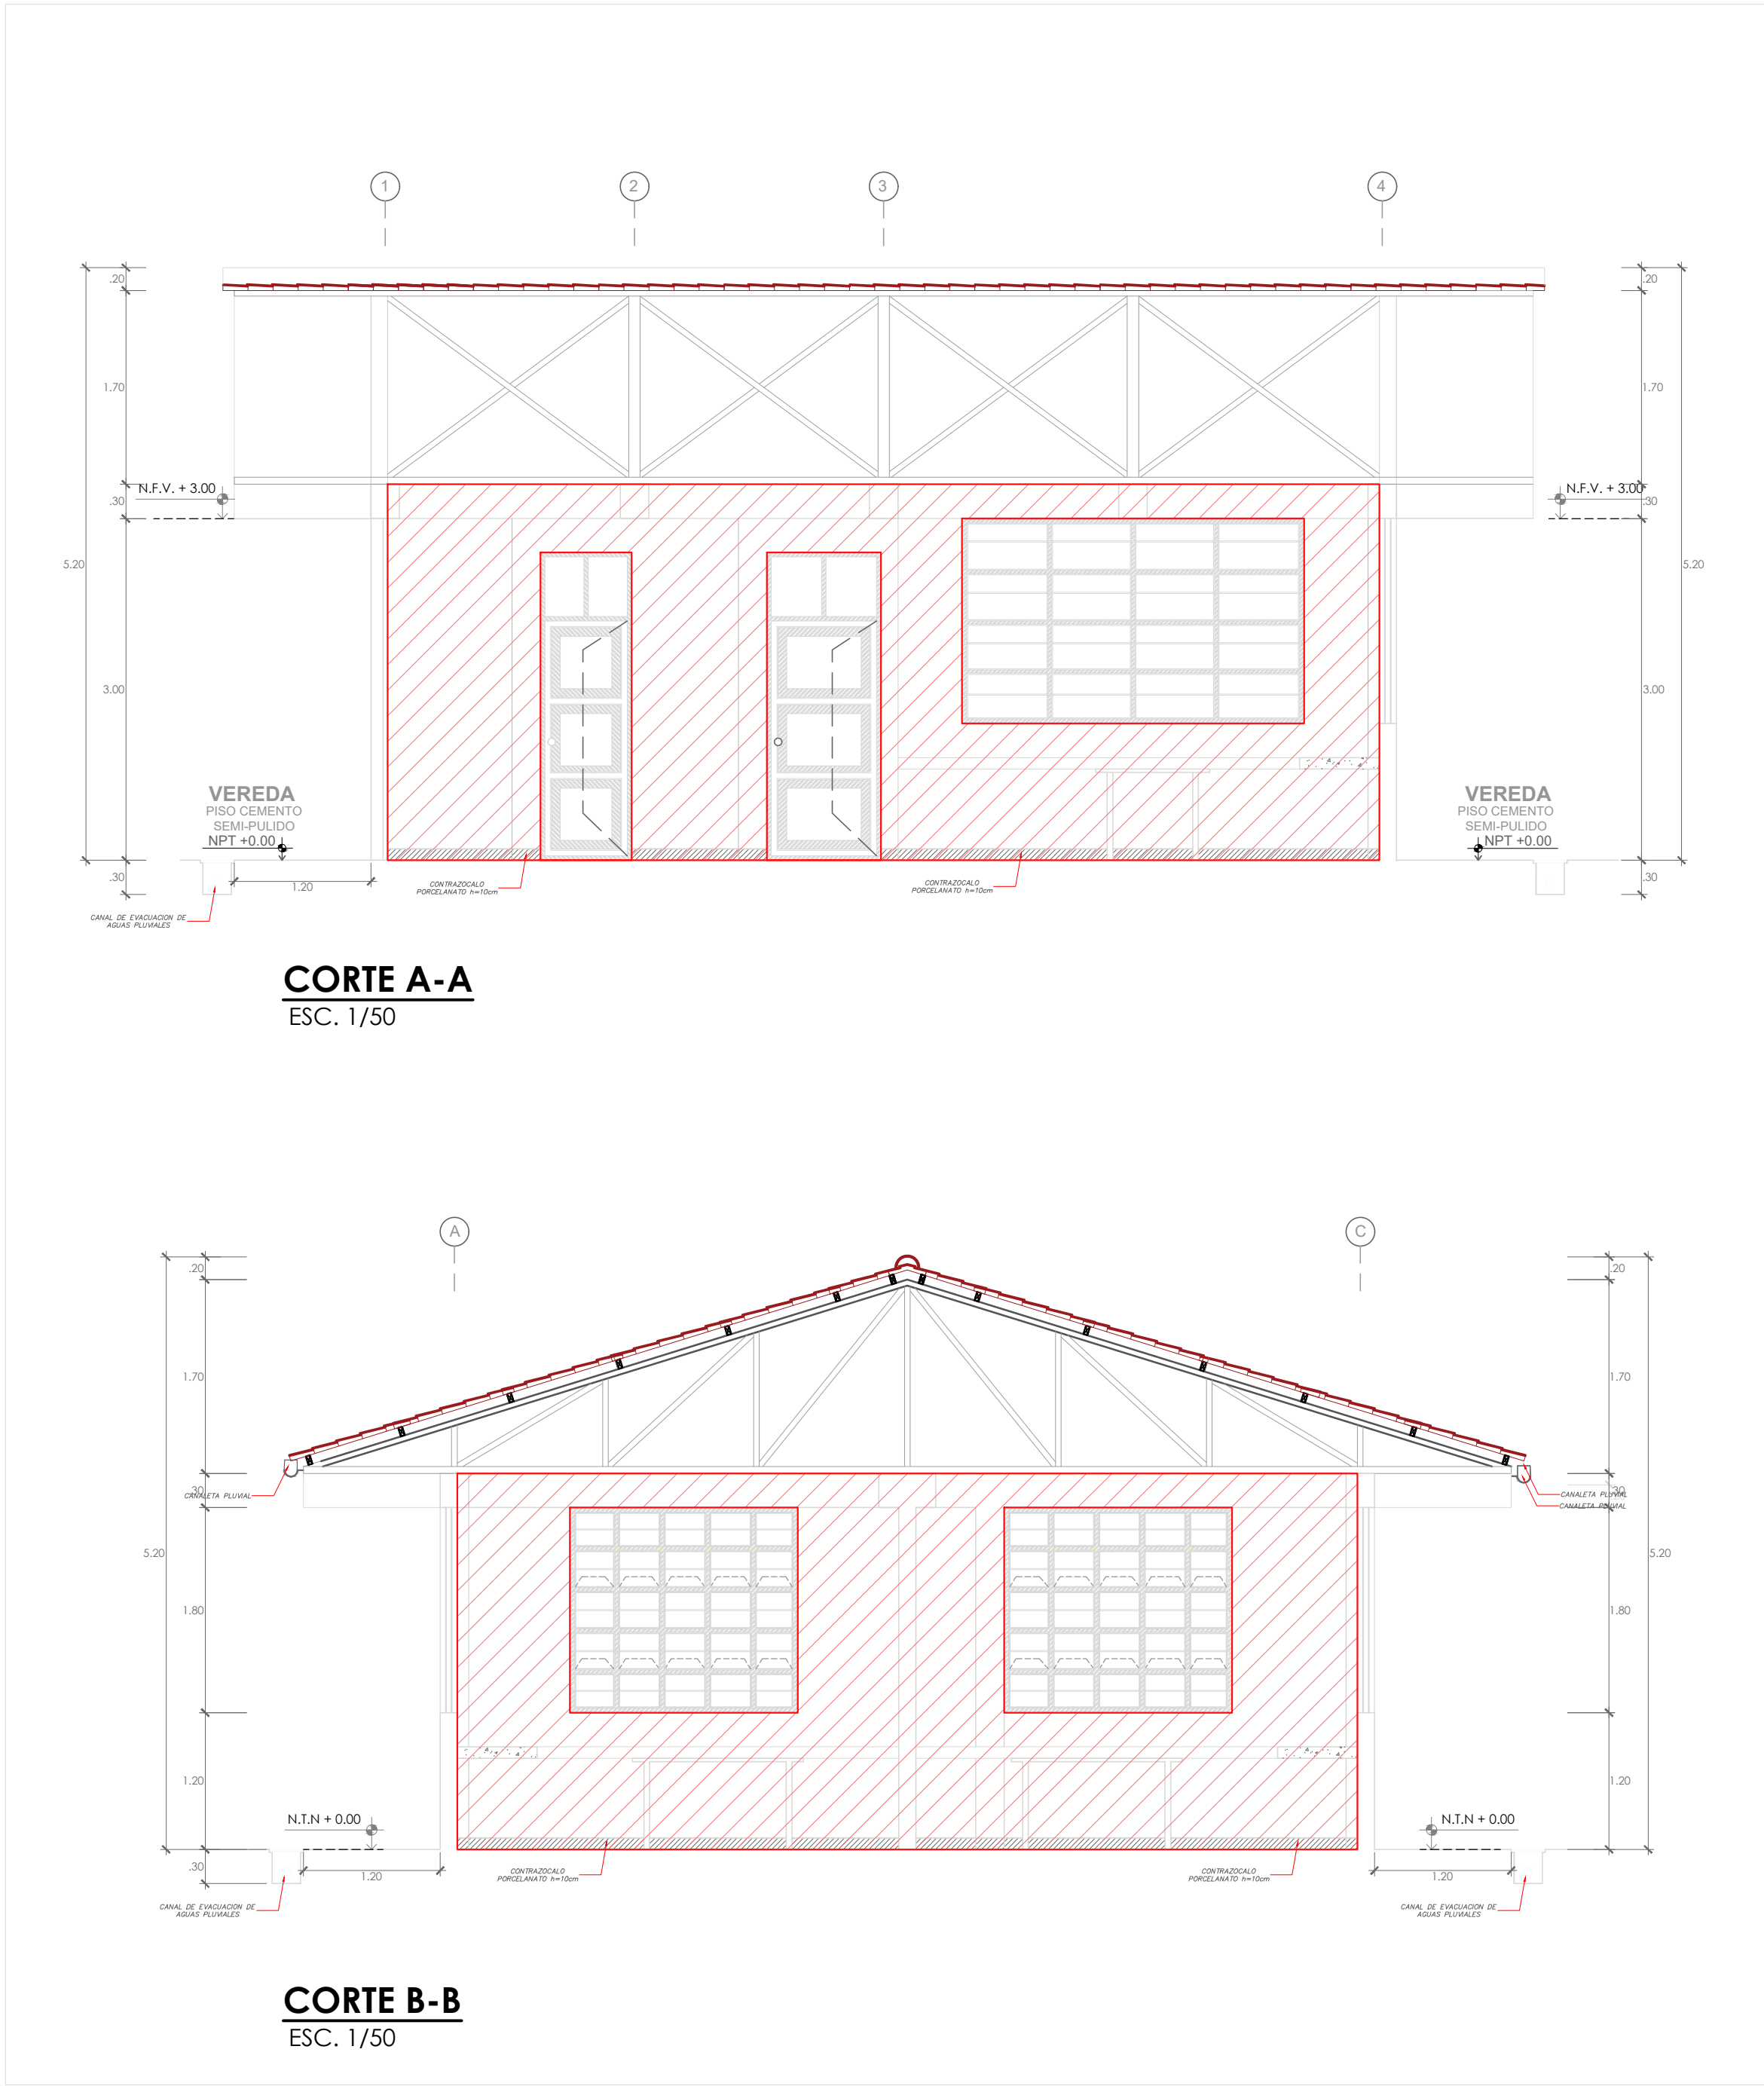 1
2
3
4
.20
.20
1.70
1.70
N.F.V. + 3.00
N.F.V. + 3.00
.30
.30
5.20
5.20
3.00
3.00
VEREDA
PISO CEMENTO
SEMI-PULIDO
NPT +0.00
VEREDA
PISO CEMENTO
SEMI-PULIDO
NPT +0.00
.30
1.20
.30
CONTRAZOCALO
PORCELANATO h=10cm
CONTRAZOCALO
PORCELANATO h=10cm
CANAL DE EVACUACION DE
AGUAS PLUVIALES
CORTE A-A
ESC. 1/50
A
C
.20
.20
1.70
1.70
.30
CANALETA PLUVIAL
CANALETA PLUVIAL
.30
CANALETA PLUVIAL
5.20
5.20
1.80
1.80
1.20
1.20
N.T.N + 0.00
N.T.N + 0.00
.30
1.20
1.20
CONTRAZOCALO
PORCELANATO h=10cm
CONTRAZOCALO
PORCELANATO h=10cm
CANAL DE EVACUACION DE
AGUAS PLUVIALES
CANAL DE EVACUACION DE
AGUAS PLUVIALES
CORTE B-B
ESC. 1/50